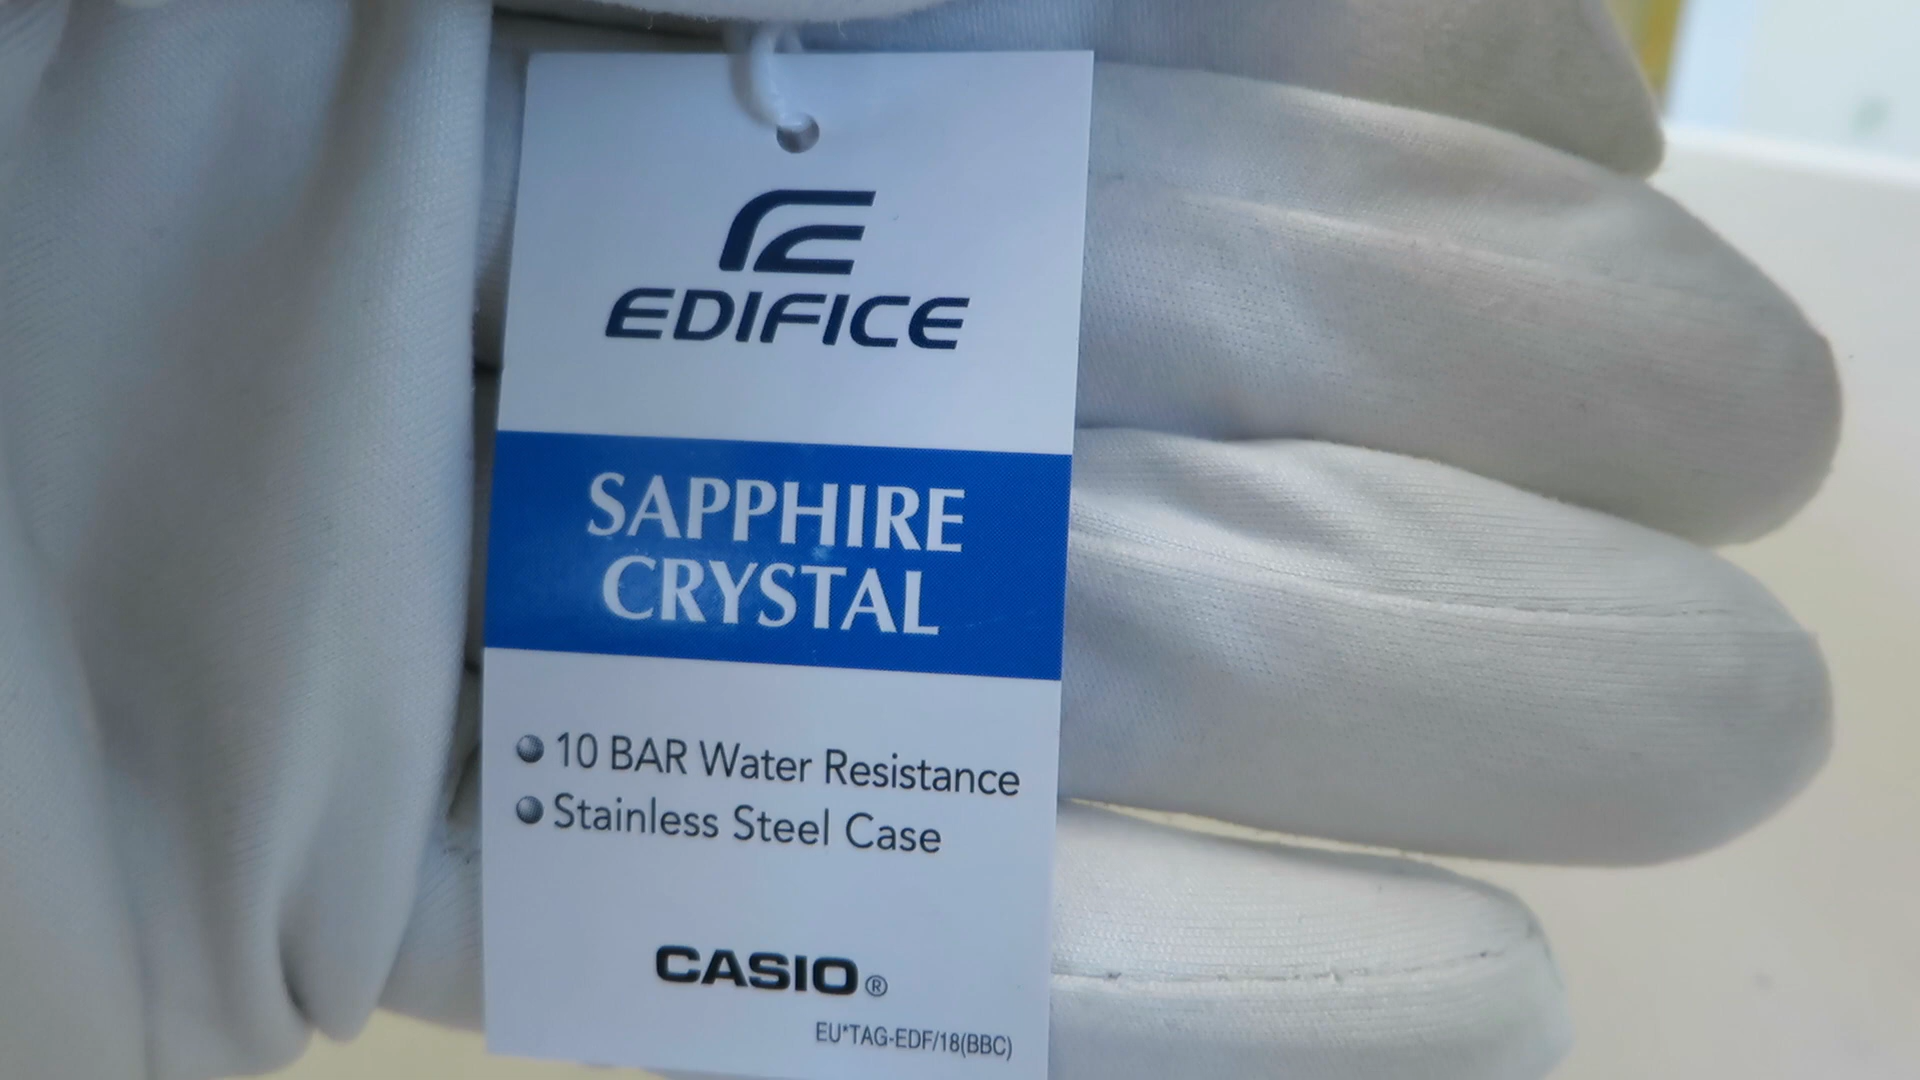 EDIFICE
SAPPHIRE
CRYSTAL
10 BAR Water Resistance
Stainless Steel Case
CASIO®
EU*TAG-EDF/18(BBC)